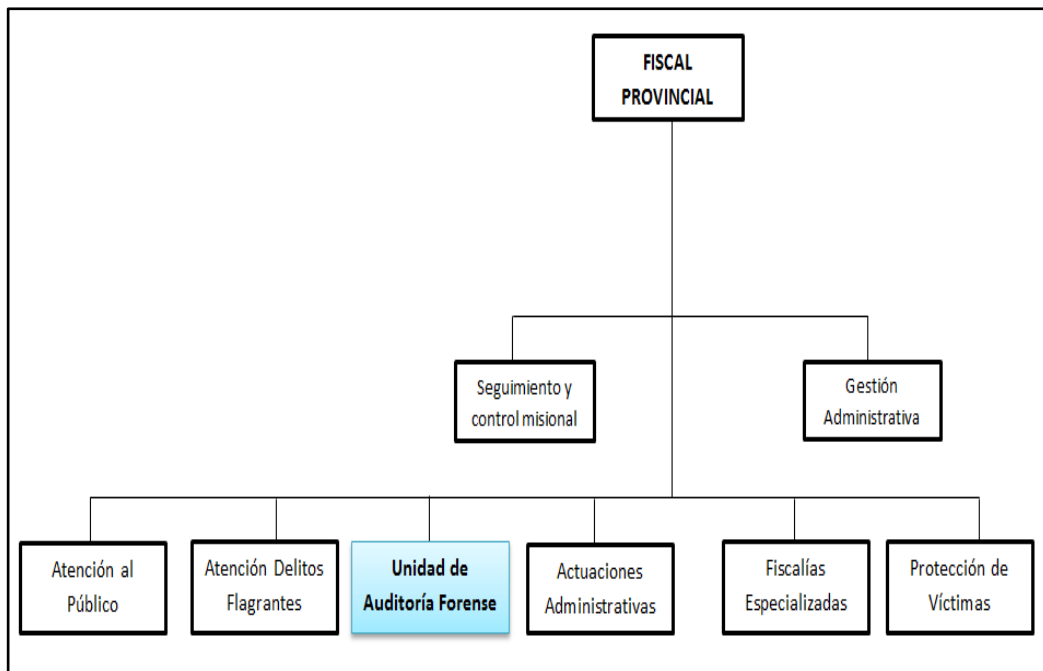 FISCAL
PROVINCIAL
Seguimiento y
control misional
Gestión
Administrativa
Atención al
Público
Atención Delitos
Flagrantes
Unidad de
Auditoría Forense
Actuaciones
Administrativas
Fiscalías
Especializadas
Protección de
Víctimas